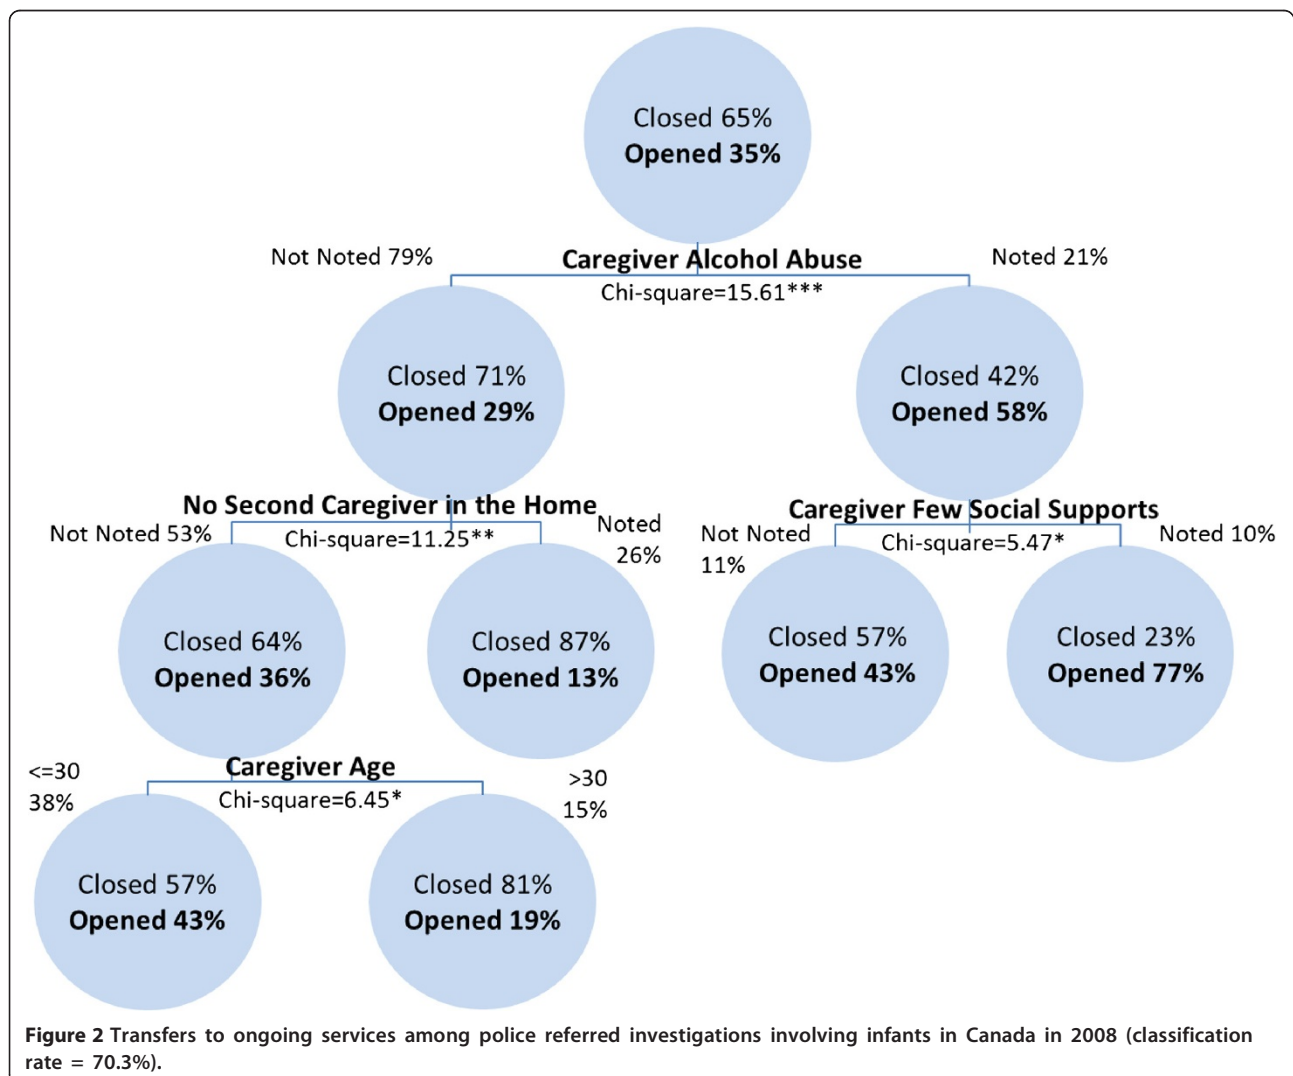 Closed 65%
Opened 35%
Not Noted 79%
Caregiver Alcohol Abuse
Noted 21%
Chi-square=15.61***
Closed 71%
Opened 29%
Closed 42%
Opened 58%
No Second Caregiver in the Home
Not Noted 53%
Chi-square=11.25**
Noted
26%
Caregiver Few Social Supports
Not Noted
11%
Chi-square=5.47*
Noted 10%
Closed 64%
Opened 36%
Closed 87%
Opened 13%
Closed 57%
Opened 43%
Closed 23%
Opened 77%
Caregiver Age
<=30
38%
Chi-square=6.45*
>30
15%
Closed 57%
Opened 43%
Closed 81%
Opened 19%
Figure 2 Transfers to ongoing services among police referred investigations involving infants in Canada in 2008 (classification
rate = 70.3%).